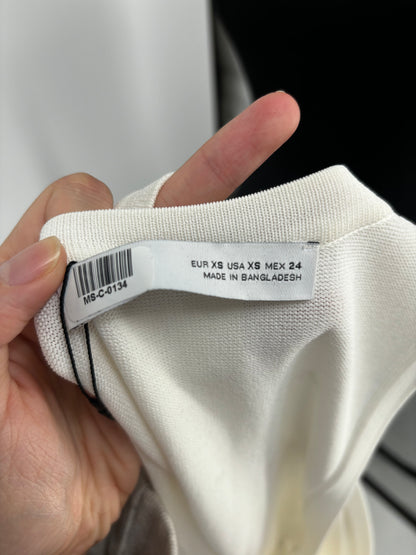 MS-C-0134
EUR XS USA XS MEX 24
MADE IN BANGLADESH